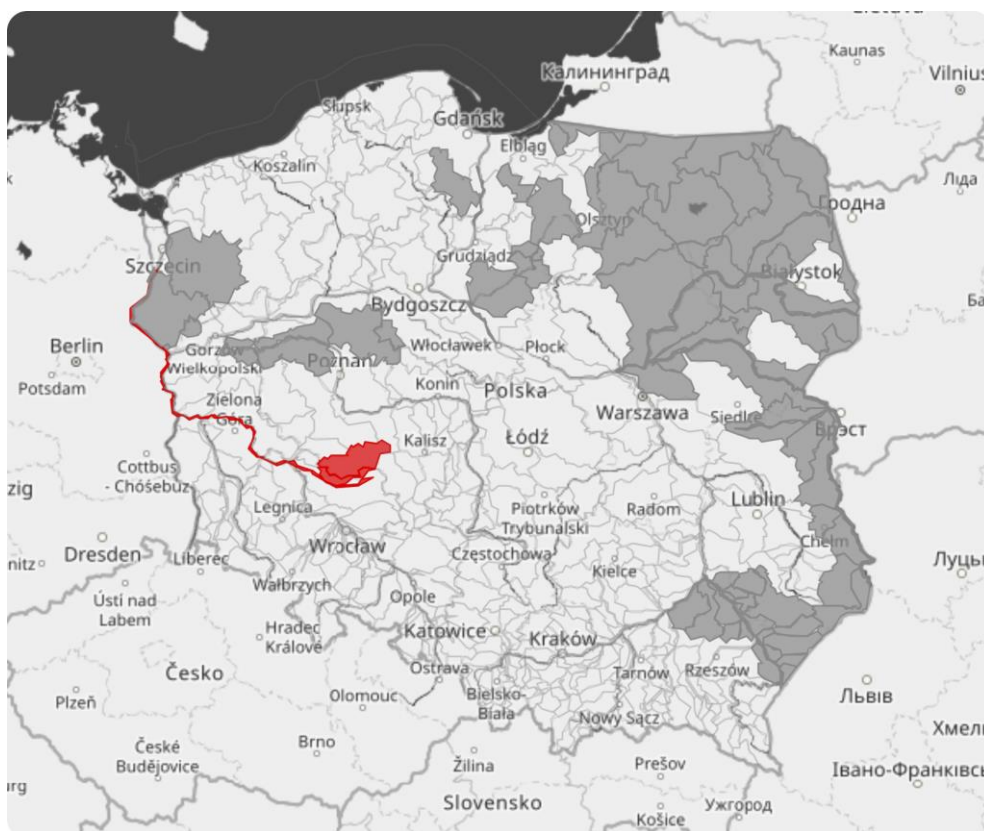 Kaunas
Калининград
Vilnius
Słupsk
Gdańsk
Elbląg
Koszalin
Ліда
Гродна
Olsztyn
Grudziądz
Szczecin
Białystok
Bydgoszcz
Berlin
Gorzów
Wielkopolski
Włocławek
Płock
Poznań
Potsdam
Konin
Polska
Zielona
Góra
Warszawa
Siedlce
Брэст
Kalisz
Łódź
Cottbus
- Chóśebuz
Lublin
Legnica
Piotrków
Trybunalski
Radom
Chełm
Dresden
Liberec
Wrocław
Częstochowa
Kielce
Wałbrzych
Ústí nad
Labem
Opole
Hradec
Králové
Katowice
Kraków
Česko
Ostrava
Tarnów
Rzeszów
Plzeň
Olomouc
Bielsko-
Biała
Nowy Sącz
Львів
Brno
České
Budějovice
Žilina
Prešov
Slovensko
Košice
Ужгород